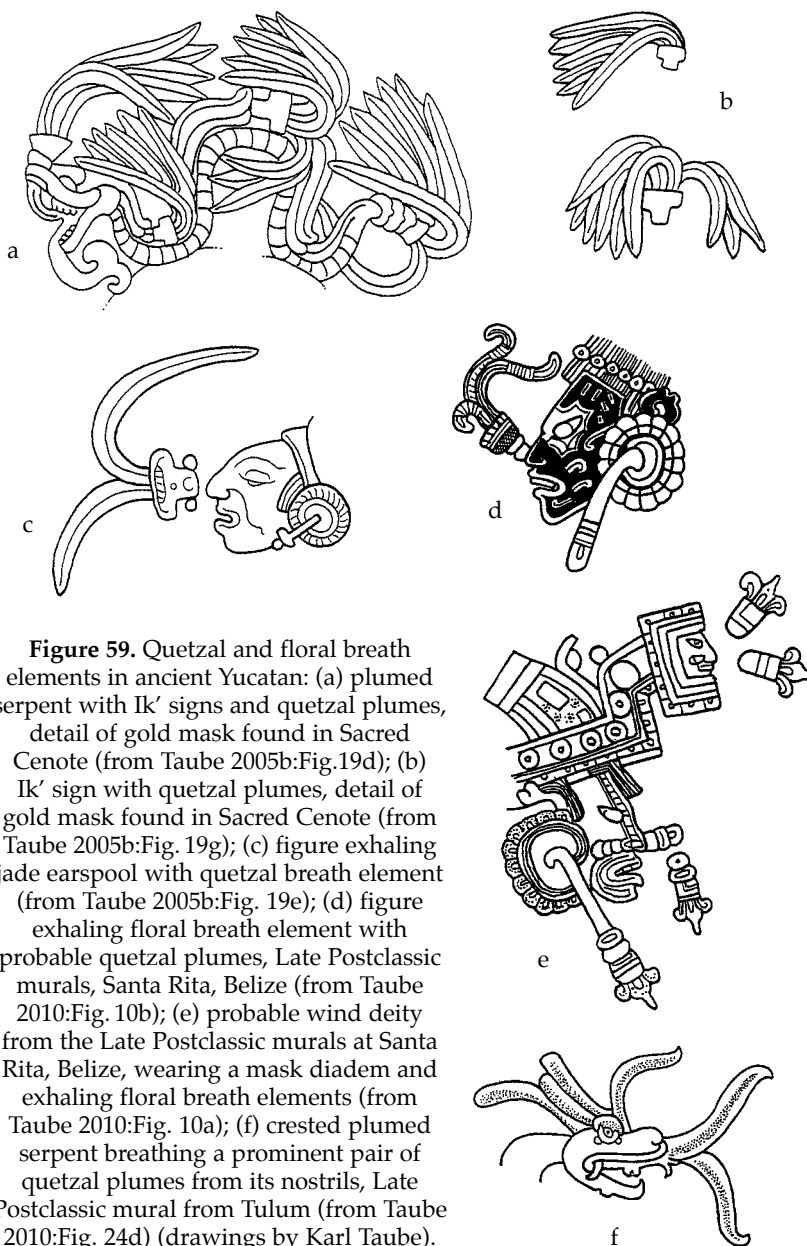 a
b
c
d
Figure 59. Quetzal and floral breath
elements in ancient Yucatan: (a) plumed
serpent with Ik’ signs and quetzal plumes,
detail of gold mask found in Sacred
Cenote (from Taube 2005b:Fig.19d); (b)
Ik’ sign with quetzal plumes, detail of
gold mask found in Sacred Cenote (from
Taube 2005b:Fig. 19g); (c) figure exhaling
jade earspool with quetzal breath element
(from Taube 2005b:Fig. 19e); (d) figure
exhaling floral breath element with
probable quetzal plumes, Late Postclassic
murals, Santa Rita, Belize (from Taube
2010:Fig. 10b); (e) probable wind deity
from the Late Postclassic murals at Santa
Rita, Belize, wearing a mask diadem and
exhaling floral breath elements (from
Taube 2010:Fig. 10a); (f) crested plumed
serpent breathing a prominent pair of
quetzal plumes from its nostrils, Late
Postclassic mural from Tulum (from Taube
2010:Fig. 24d) (drawings by Karl Taube).
e
f